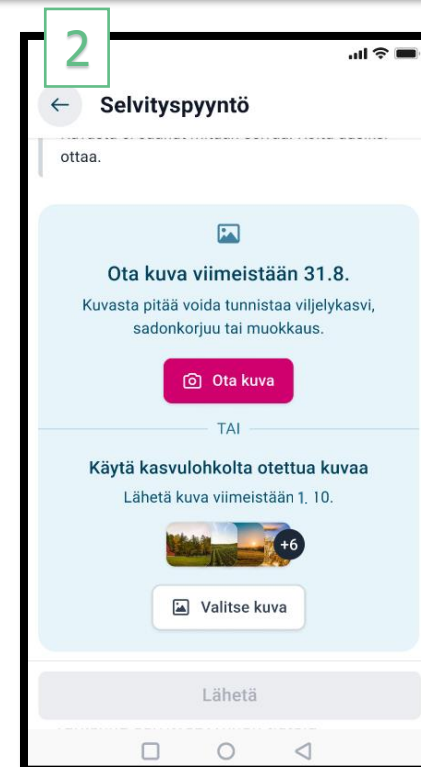 2
Selvityspyyntö
ottaa.
Ota kuva viimeistään 31.8.
Kuvasta pitää voida tunnistaa viljelykasvi,
sadonkorjuu tai muokkaus.
Ota kuva
TAI
Käytä kasvulohkolta otettua kuvaa
Lähetä kuva viimeistään 1. 10.
+6
Valitse kuva
Lähetä